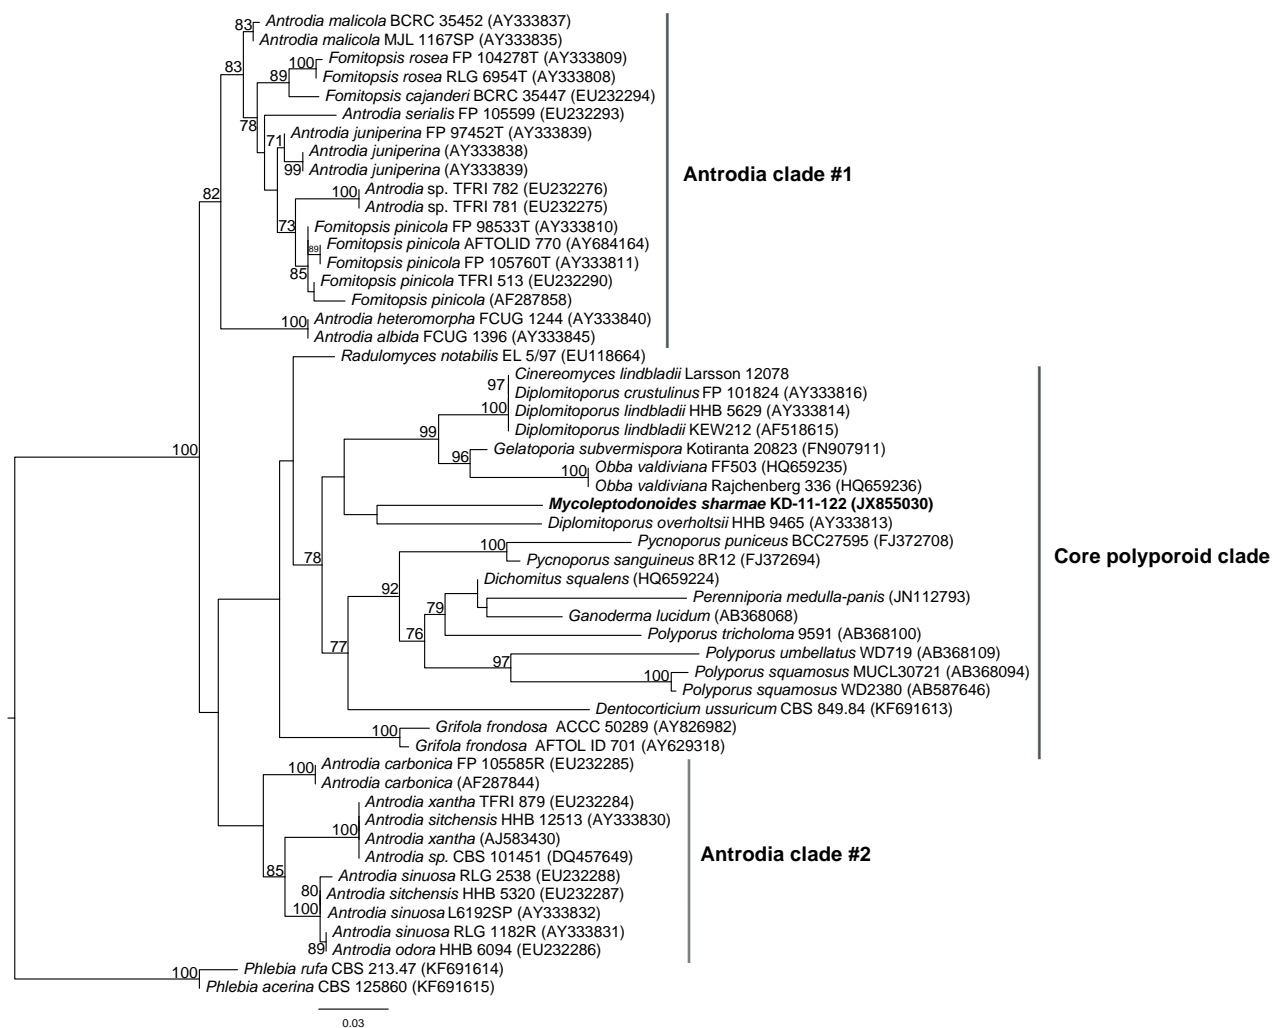 83
Antrodia malicola BCRC 35452 (AY333837)
Antrodia malicola MJL 1167SP (AY333835)
83
100
Fomitopsis rosea FP 104278T (AY333809)
89
Fomitopsis rosea RLG 6954T (AY333808)
Fomitopsis cajanderi BCRC 35447 (EU232294)
78
Antrodia serialis FP 105599 (EU232293)
71
Antrodia juniperina FP 97452T (AY333839)
Antrodia juniperina (AY333838)
99
Antrodia juniperina (AY333839)
Antrodia clade #1
82
100
Antrodia sp. TFRI 782 (EU232276)
Antrodia sp. TFRI 781 (EU232275)
73
Fomitopsis pinicola FP 98533T (AY333810)
89
Fomitopsis pinicola AFTOLID 770 (AY684164)
Fomitopsis pinicola FP 105760T (AY333811)
85
Fomitopsis pinicola TFRI 513 (EU232290)
Fomitopsis pinicola (AF287858)
100
Antrodia heteromorpha FCUG 1244 (AY333840)
Antrodia albida FCUG 1396 (AY333845)
Radulomyces notabilis EL 5/97 (EU118664)
Cinereomyces lindbladii Larsson 12078
97
Diplomitoporus crustulinus FP 101824 (AY333816)
100
Diplomitoporus lindbladii HHB 5629 (AY333814)
Diplomitoporus lindbladii KEW212 (AF518615)
99
Gelatoporia subvermispora Kotiranta 20823 (FN907911)
96
100
Obba valdiviana FF503 (HQ659235)
Obba valdiviana Rajchenberg 336 (HQ659236)
100
Mycoleptodonoides sharmae KD-11-122 (JX855030)
Diplomitoporus overholtsii HHB 9465 (AY333813)
100
Pycnoporus puniceus BCC27595 (FJ372708)
78
Pycnoporus sanguineus 8R12 (FJ372694)
Core polyporoid clade
92
Dichomitus squalens (HQ659224)
79
Perenniporia medulla-panis (JN112793)
Ganoderma lucidum (AB368068)
76
Polyporus tricholoma 9591 (AB368100)
77
97
Polyporus umbellatus WD719 (AB368109)
100
Polyporus squamosus MUCL30721 (AB368094)
Polyporus squamosus WD2380 (AB587646)
Dentocorticium ussuricum CBS 849.84 (KF691613)
100
Grifola frondosa ACCC 50289 (AY826982)
Grifola frondosa AFTOL ID 701 (AY629318)
100
Antrodia carbonica FP 105585R (EU232285)
Antrodia carbonica (AF287844)
Antrodia xantha TFRI 879 (EU232284)
100
Antrodia sitchensis HHB 12513 (AY333830)
Antrodia xantha (AJ583430)
Antrodia sp. CBS 101451 (DQ457649)
Antrodia clade #2
85
Antrodia sinuosa RLG 2538 (EU232288)
80
Antrodia sitchensis HHB 5320 (EU232287)
100
Antrodia sinuosa L6192SP (AY333832)
Antrodia sinuosa RLG 1182R (AY333831)
89
Antrodia odora HHB 6094 (EU232286)
100
Phlebia rufa CBS 213.47 (KF691614)
Phlebia acerina CBS 125860 (KF691615)
0.03